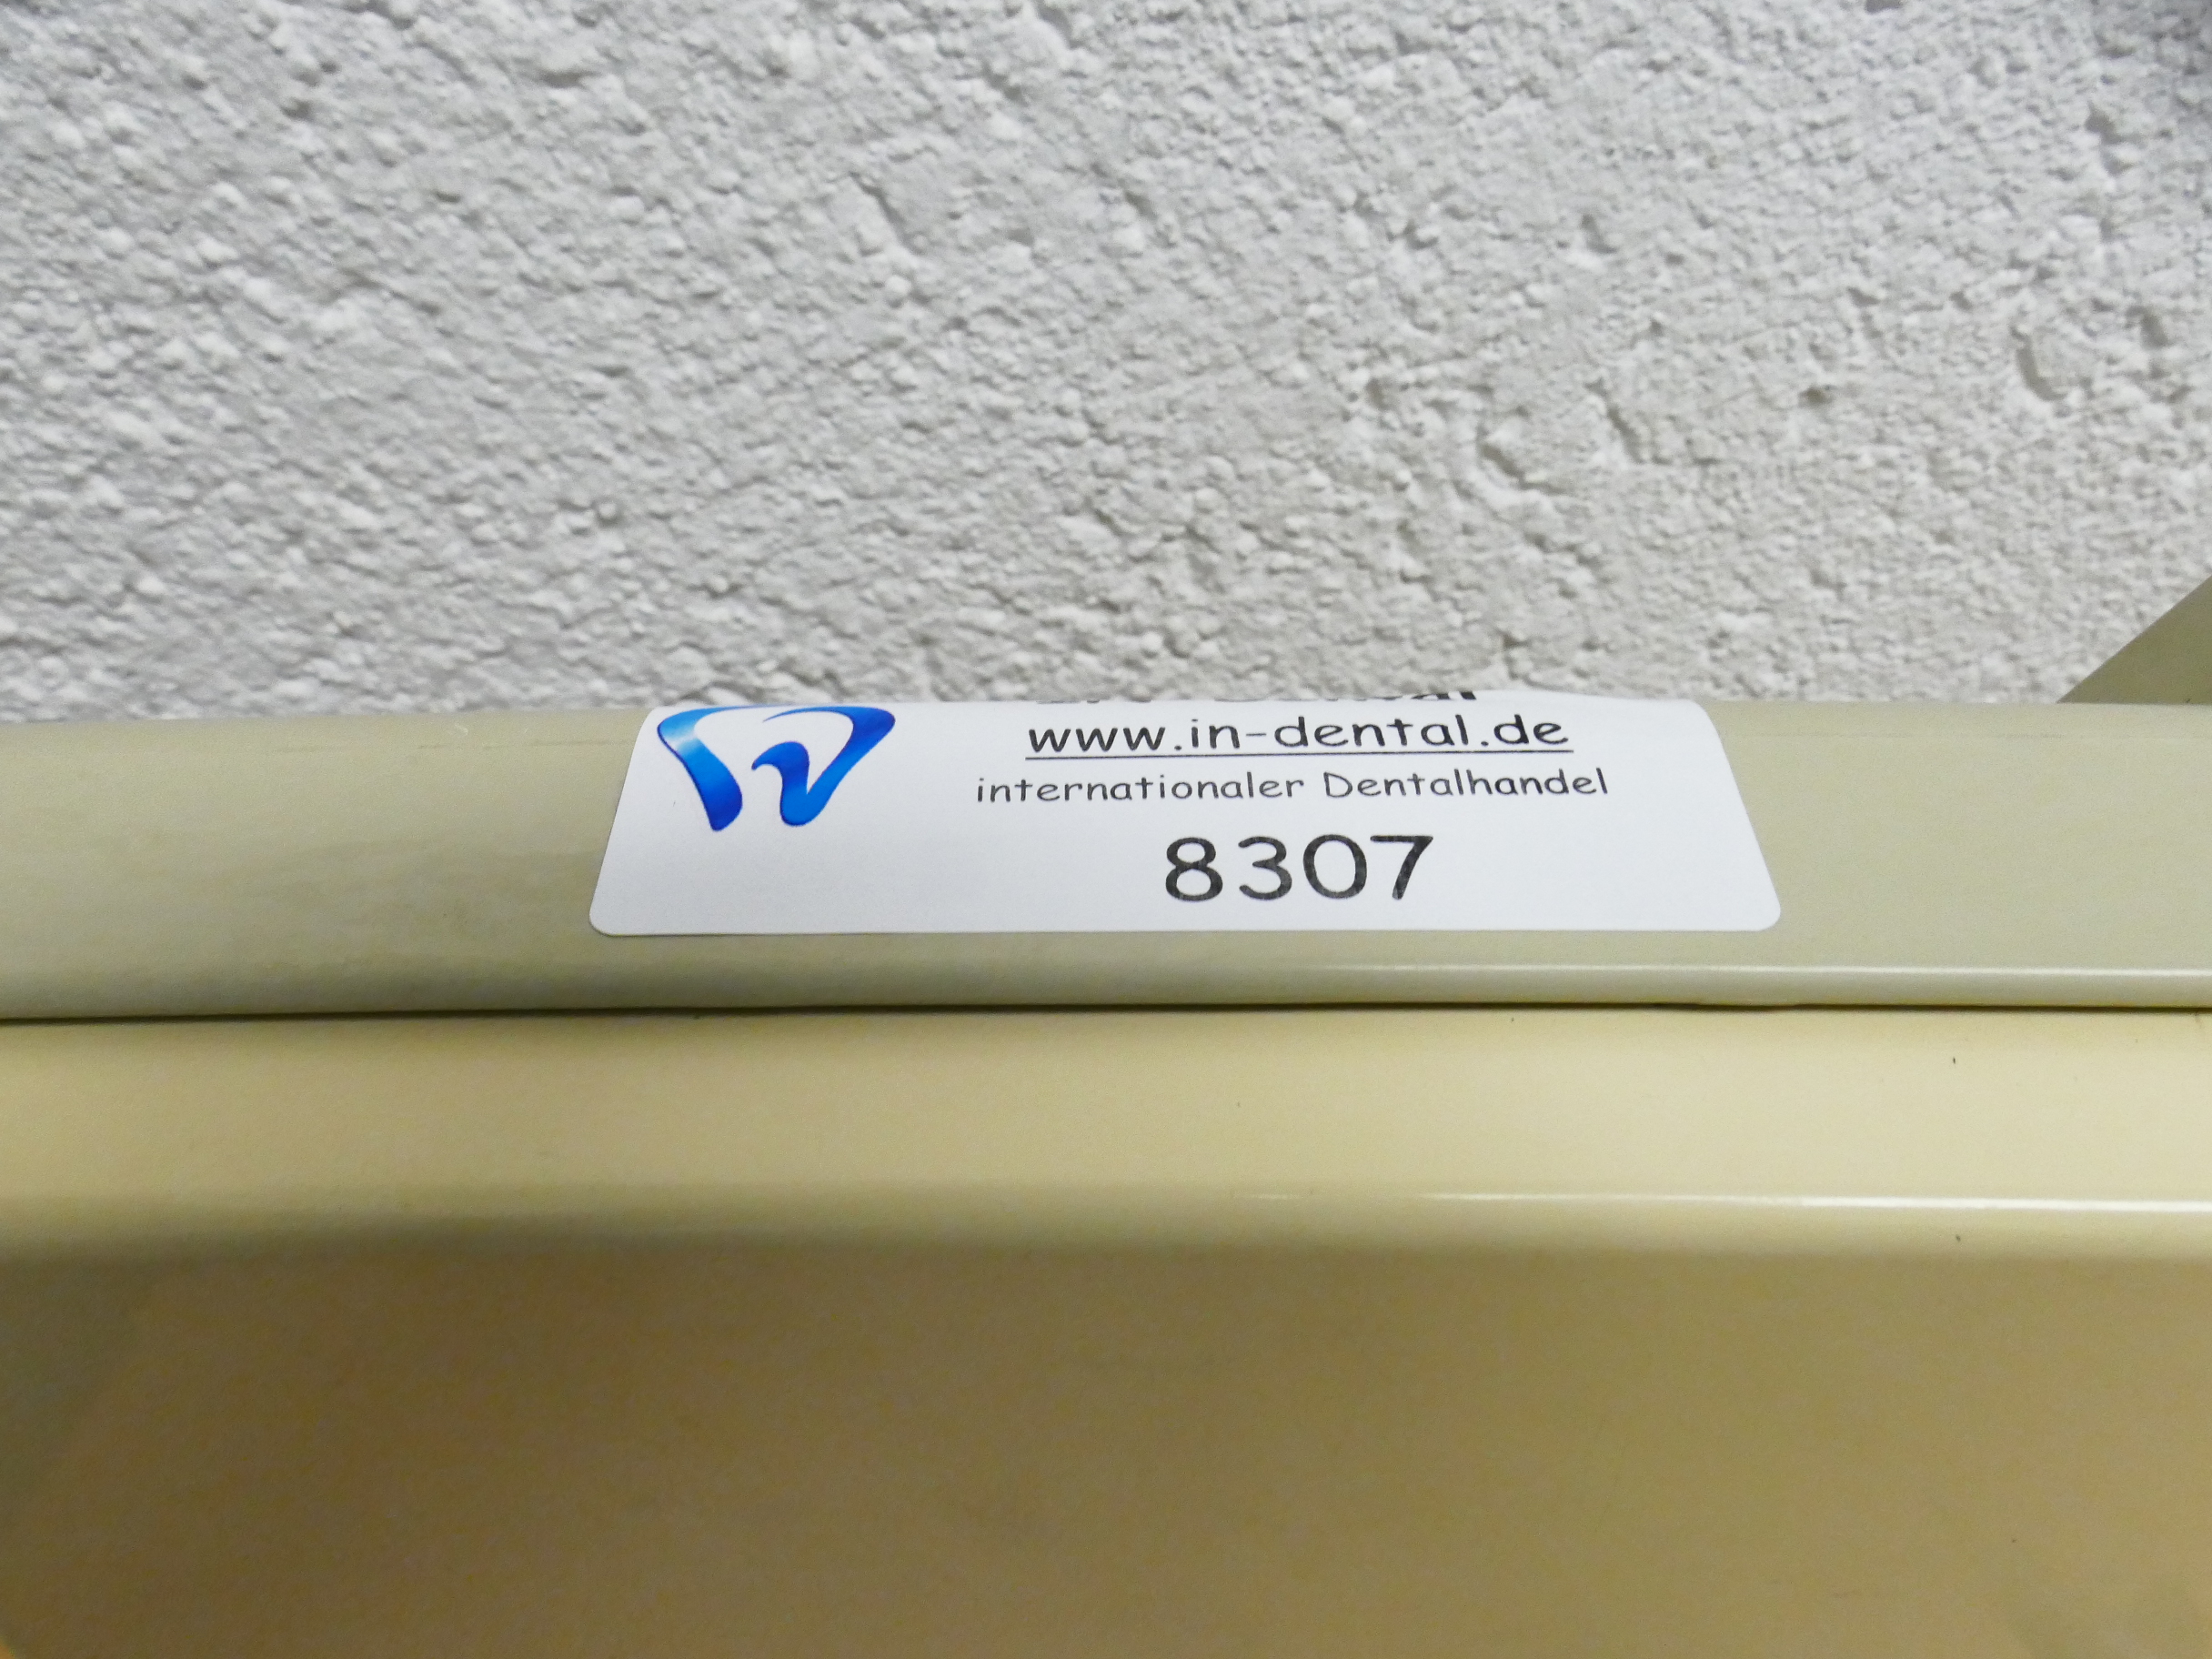 www.in-dental.de
internationaler Dentalhandel
8307